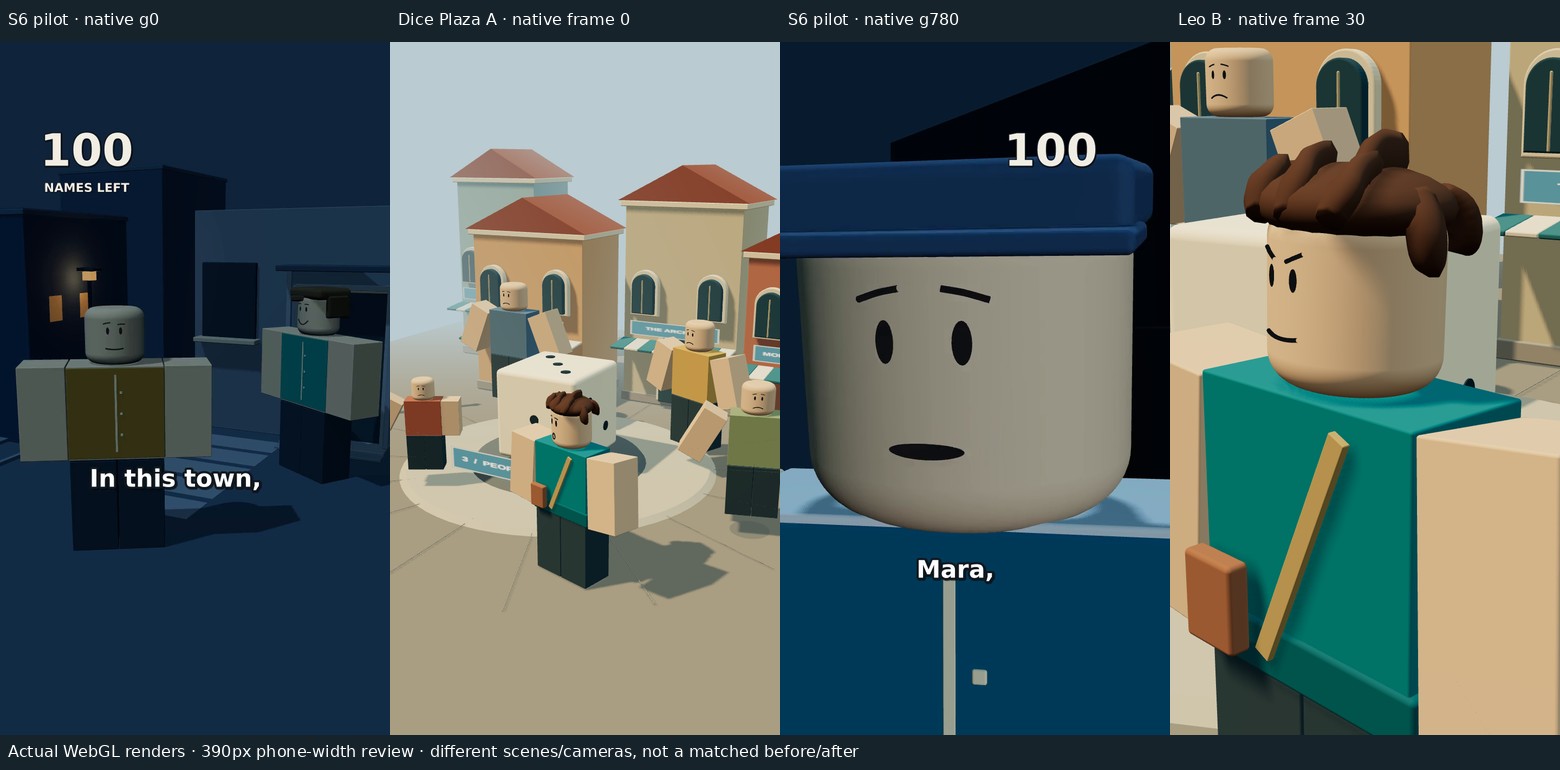 S6 pilot · native g0
Dice Plaza A · native frame 0
S6 pilot · native g780
Leo B · native frame 30
100
NAMES LEFT
In this town,
THE
3 /
100
Mara,
Actual WebGL renders · 390px phone-width review · different scenes/cameras, not a matched before/after